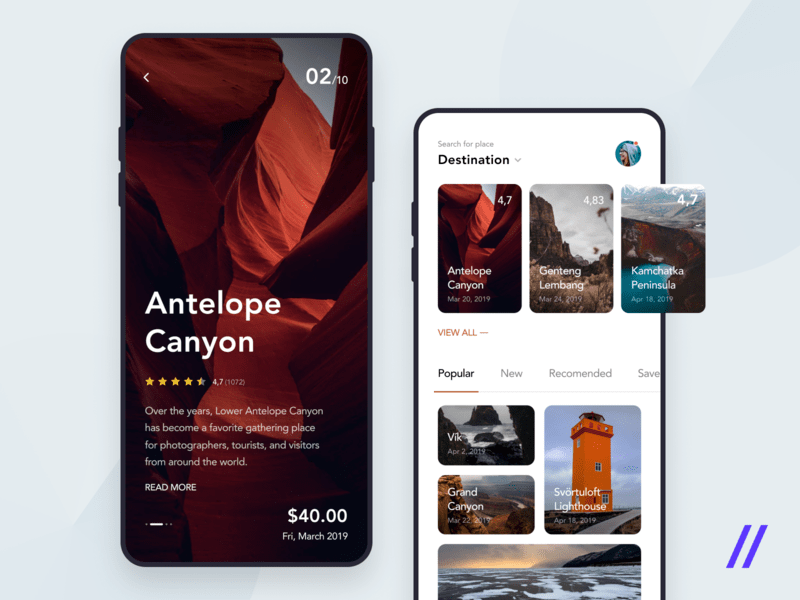 02/10
Antelope
Canyon
4,7 (1072)
Over the years, Lower Antelope Canyon
has become a favorite gathering place
for photographers, tourists, and visitors
from around the world.
READ MORE
$40.00
Fri, March 2019
Search for place
Destination
4,7
Antelope
Canyon
Mar 20, 2019
4,83
Genteng
Lembang
Mar 24, 2019
4,7
Kamchatka
Peninsula
Apr 18, 2019
VIEW ALL —
Popular New Recomended Save
Vik
Apr 2, 2019
Grand
Canyon
Mar 22, 2019
Svörtuloft
Lighthouse
Apr 18, 2019